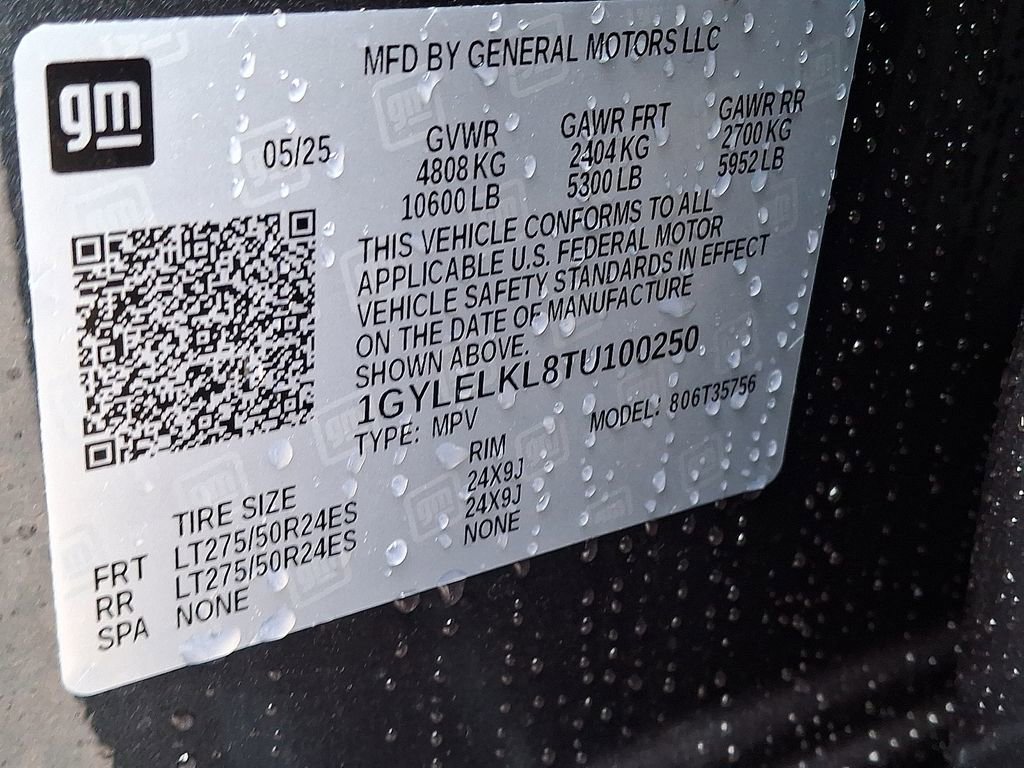 gm
MFD BY GENERAL MOTORS LLC
05/25
GVWR GAWR FRT GAWR RR
4808 KG 2404 KG 2700 KG
10600 LB 5300 LB 5952 LB
THIS VEHICLE CONFORMS TO ALL
APPLICABLE U.S. FEDERAL MOTOR
VEHICLE SAFETY STANDARDS IN EFFECT
ON THE DATE OF MANUFACTURE
SHOWN ABOVE.
1GYLELKL8TU100250
TYPE: MPV MODEL: 806T35756
TIRE SIZE RIM
FRT LT275/50R24ES 24X9J
RR LT275/50R24ES 24X9J
SPA NONE NONE